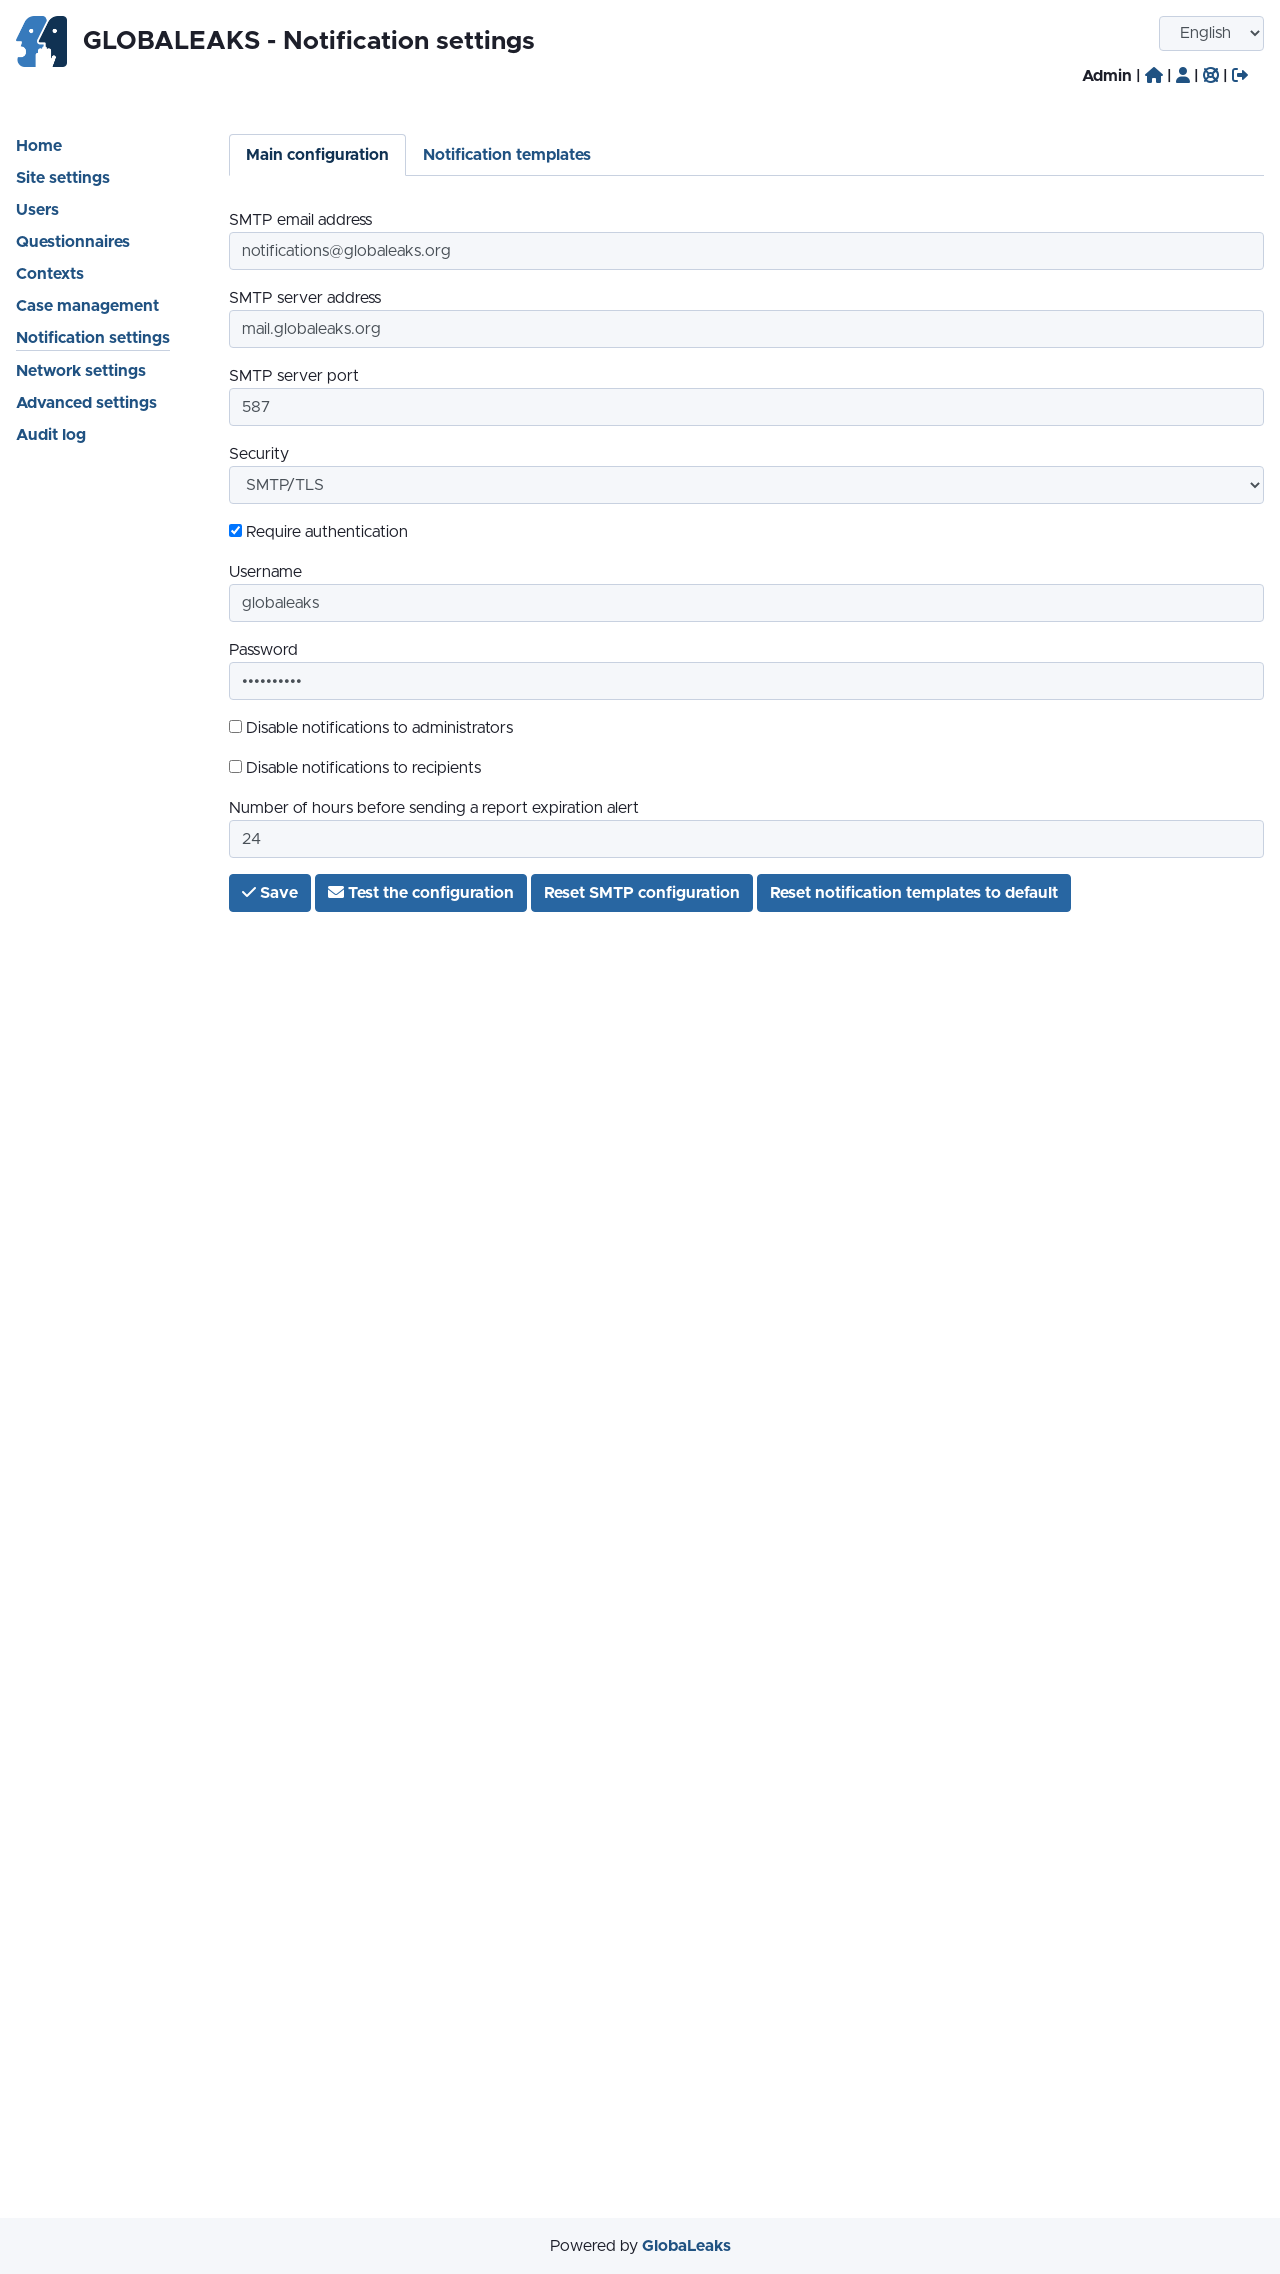 GLOBALEAKS - Notification settings
English
Admin | | | |
Home
Site settings
Users
Questionnaires
Contexts
Case management
Notification settings
Network settings
Advanced settings
Audit log
Main configuration
Notification templates
SMTP email address
notifications@globaleaks.org
SMTP server address
mail.globaleaks.org
SMTP server port
587
Security
SMTP/TLS
Require authentication
Username
globaleaks
Password
••••••••••
Disable notifications to administrators
Disable notifications to recipients
Number of hours before sending a report expiration alert
24
Save
Test the configuration
Reset SMTP configuration
Reset notification templates to default
Powered by GlobaLeaks